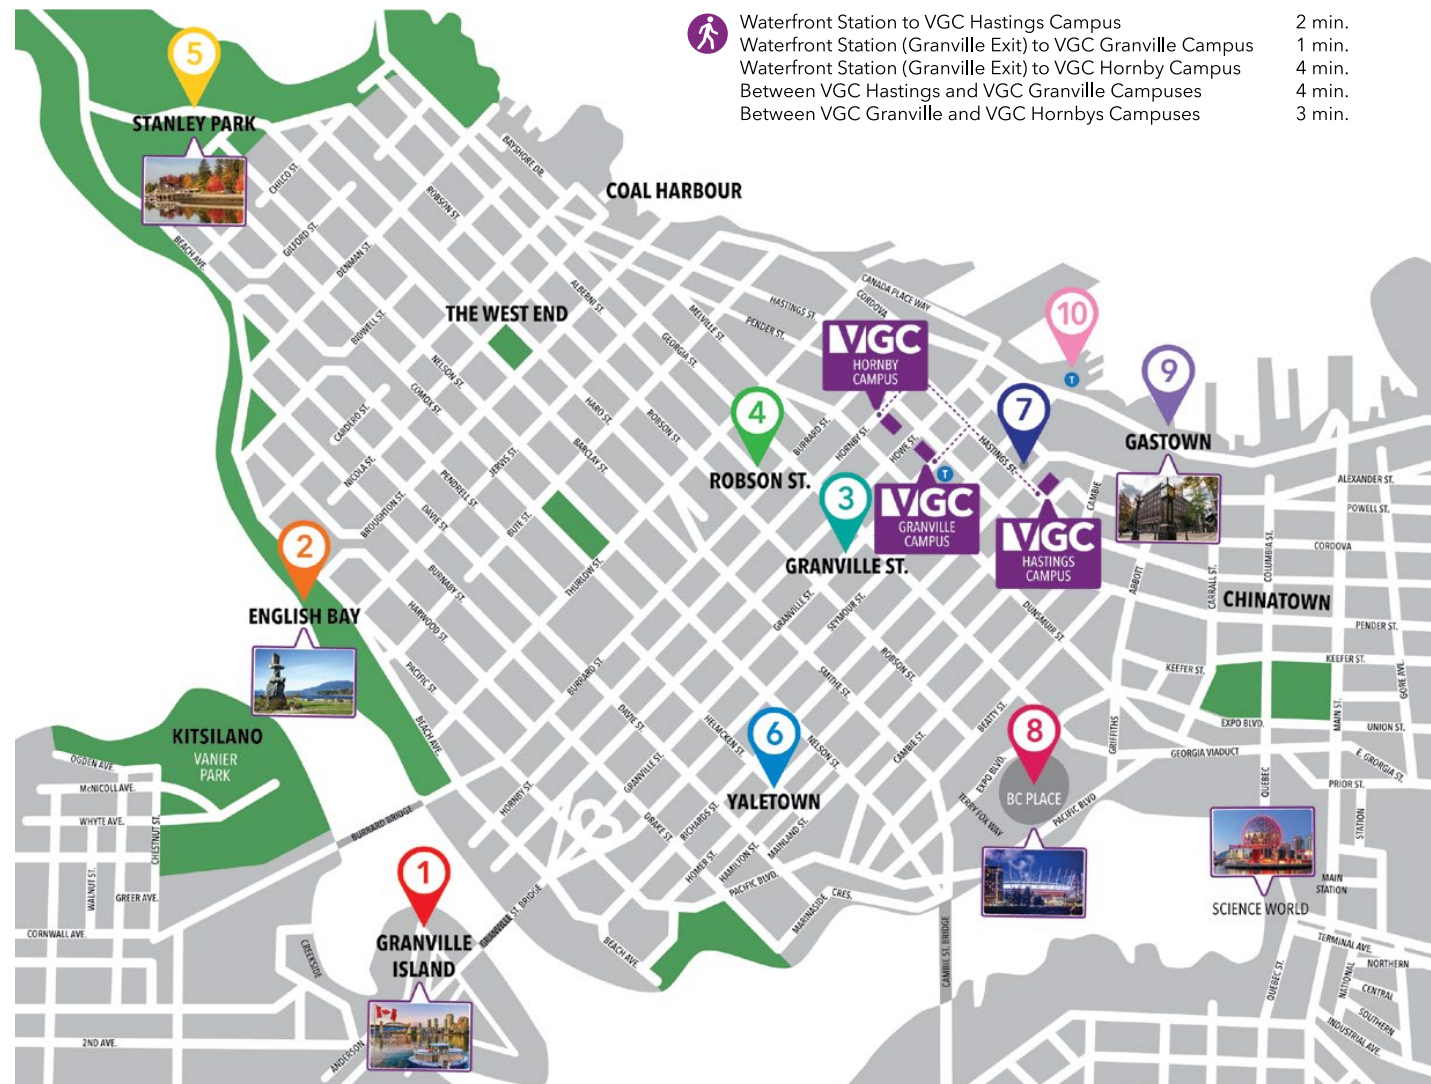 Waterfront Station to VGC Hastings Campus 2 min.
Waterfront Station (Granville Exit) to VGC Granville Campus 1 min.
Waterfront Station (Granville Exit) to VGC Hornby Campus 4 min.
Between VGC Hastings and VGC Granville Campuses 4 min.
Between VGC Granville and VGC Hornbys Campuses 3 min.
5
STANLEY PARK
CHILCO ST.
BAYSHORE DR.
ROBSON ST.
COAL HARBOUR
BEACH AVE.
GILFORD ST.
DENMAN ST.
ALBERNI ST.
CANADA PLACE WAY
CORDOVA
HASTINGS ST.
PENDER ST.
MELVILLE ST.
GEORGIA ST.
10
T
THE WEST END
BIDWELL ST.
NELSON ST.
COMOX ST.
VGC
HORNBY
CAMPUS
9
GASTOWN
7
4
ROBSON ST.
CARDERO ST.
HARO ST.
ROBSON ST.
BURRARD ST.
HORNBY ST.
HOWE ST.
HASTINGS ST.
BARCLAY ST.
JERVIS ST.
NICOLA ST.
PENDRELL ST.
BROUGHTON ST.
DAVIE ST.
BUTE ST.
T
3
GRANVILLE ST.
VGC
GRANVILLE
CAMPUS
VGC
HASTINGS
CAMPUS
CAMBIE
ALEXANDER ST.
POWELL ST.
CORDOVA
COLUMBIA ST.
CARRALL ST.
ABBOTT
CHINATOWN
2
ENGLISH BAY
BURNABY ST.
HARWOOD ST.
THURLOW ST.
GRANVILLE ST.
SEYMOUR ST.
DUNSMUIR ST.
PENDER ST.
KEEFER ST.
KEEFER ST.
GORE AVE.
PACIFIC ST.
BURRARD ST.
ROBSON ST.
SMITHE ST.
BEACH AVE.
DAVIE ST.
HELMCKEN ST.
NELSON ST.
CAMBIE ST.
BEATTY ST.
GRIFFITHS
EXPO BLVD.
MAIN ST.
UNION ST.
GEORGIA VIADUCT
E. GEORGIA ST.
KITSILANO
VANIER
PARK
6
YALETOWN
8
BC PLACE
EXPO BLVD.
TERRY FOX WAY
PACIFIC BLVD
QUEBEC
PRIOR ST.
STATION
OGDEN AVE.
McNICOLL AVE.
WHYTE AVE.
CHESTNUT ST.
WALNUT ST.
GREER AVE.
CORNWALL AVE.
BURRARD BRIDGE
HORNBY ST.
GRANVILLE ST.
DRAKE ST.
RICHARDS ST.
HOMER ST.
HAMILTON ST.
MAINLAND ST.
PACIFIC BLVD.
MARINASIDE CRES.
1
GRANVILLE
ISLAND
GRANVILLE ST. BRIDGE
BEACH AVE.
CAMBIE ST. BRIDGE
SCIENCE WORLD
MAIN
STATION
TERMINAL AVE.
NORTHERN
NATIONAL
CENTRAL
SOUTHERN
INDUSTRIAL AVE.
QUEBEC ST.
CREEKSIDE
2ND AVE.
ANDERSON